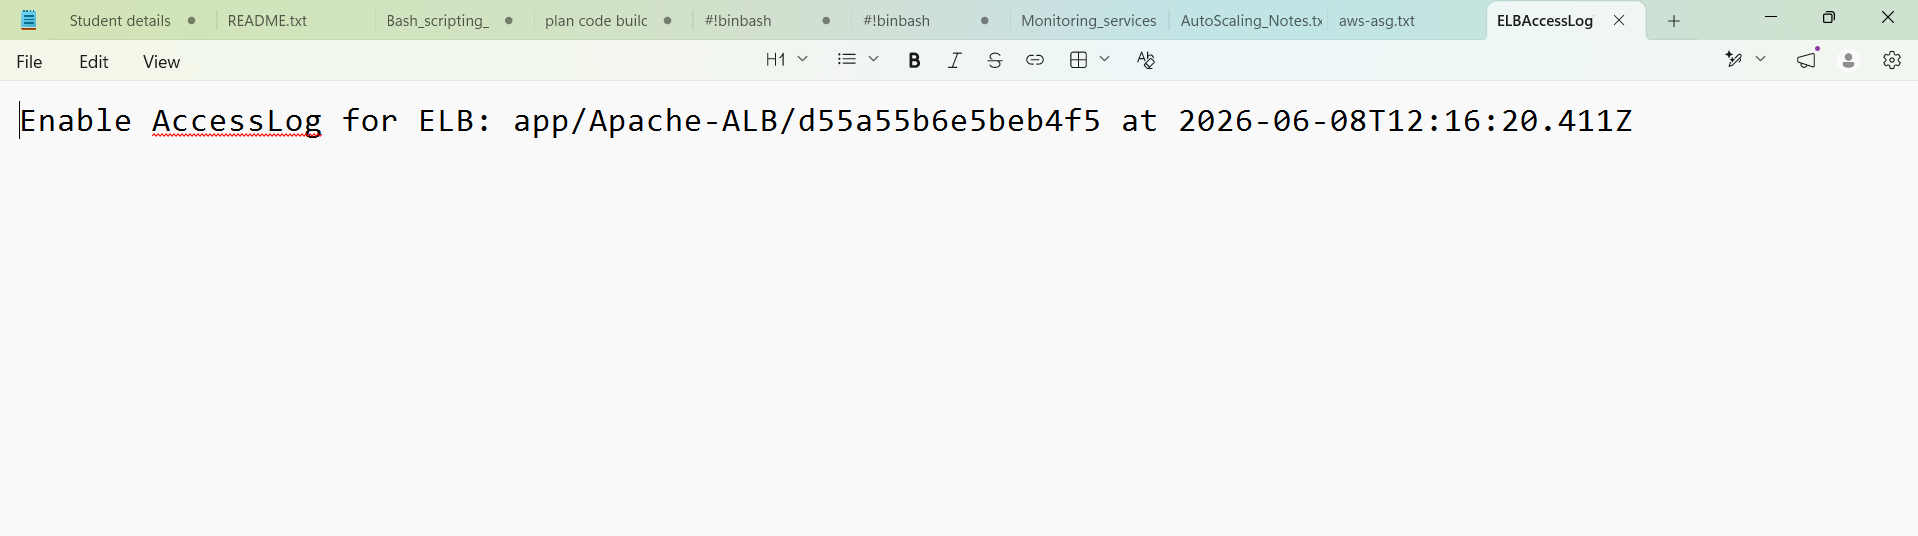 Student details
README.txt
Bash_scripting_
plan code builc
#!binbash
#!binbash
Monitoring_services
AutoScaling_Notes.tx
aws-asg.txt
ELBAccessLog
File
Edit
View
H1
B
I
S
Enable AccessLog for ELB: app/Apache-ALB/d55a55b6e5beb4f5 at 2026-06-08T12:16:20.411Z